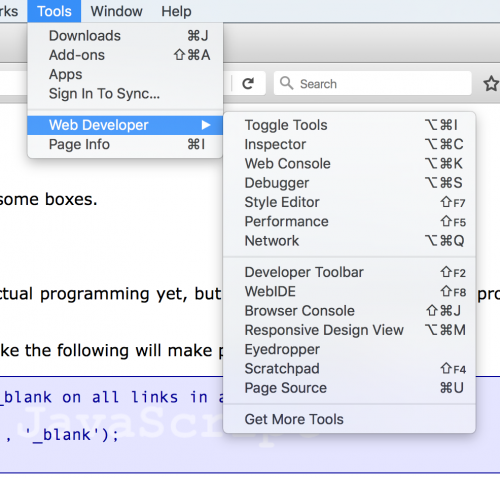 rks Tools Window Help
Downloads ⌘J
Add-ons ⇧⌘A
Apps
Sign In To Sync...
Web Developer ▶
Page Info ⌘I
Search
Toggle Tools ⌥⌘I
Inspector ⌥⌘C
Web Console ⌥⌘K
Debugger ⌥⌘S
Style Editor ⇧F7
Performance ⇧F5
Network ⌥⌘Q
Developer Toolbar ⇧F2
WebIDE ⇧F8
Browser Console ⇧⌘J
Responsive Design View ⌥⌘M
Eyedropper
Scratchpad ⇧F4
Page Source ⌘U
Get More Tools
some boxes.
ctual programming yet, but pro
ke the following will make p
_blank on all links in a
JavaScript
, '_blank');